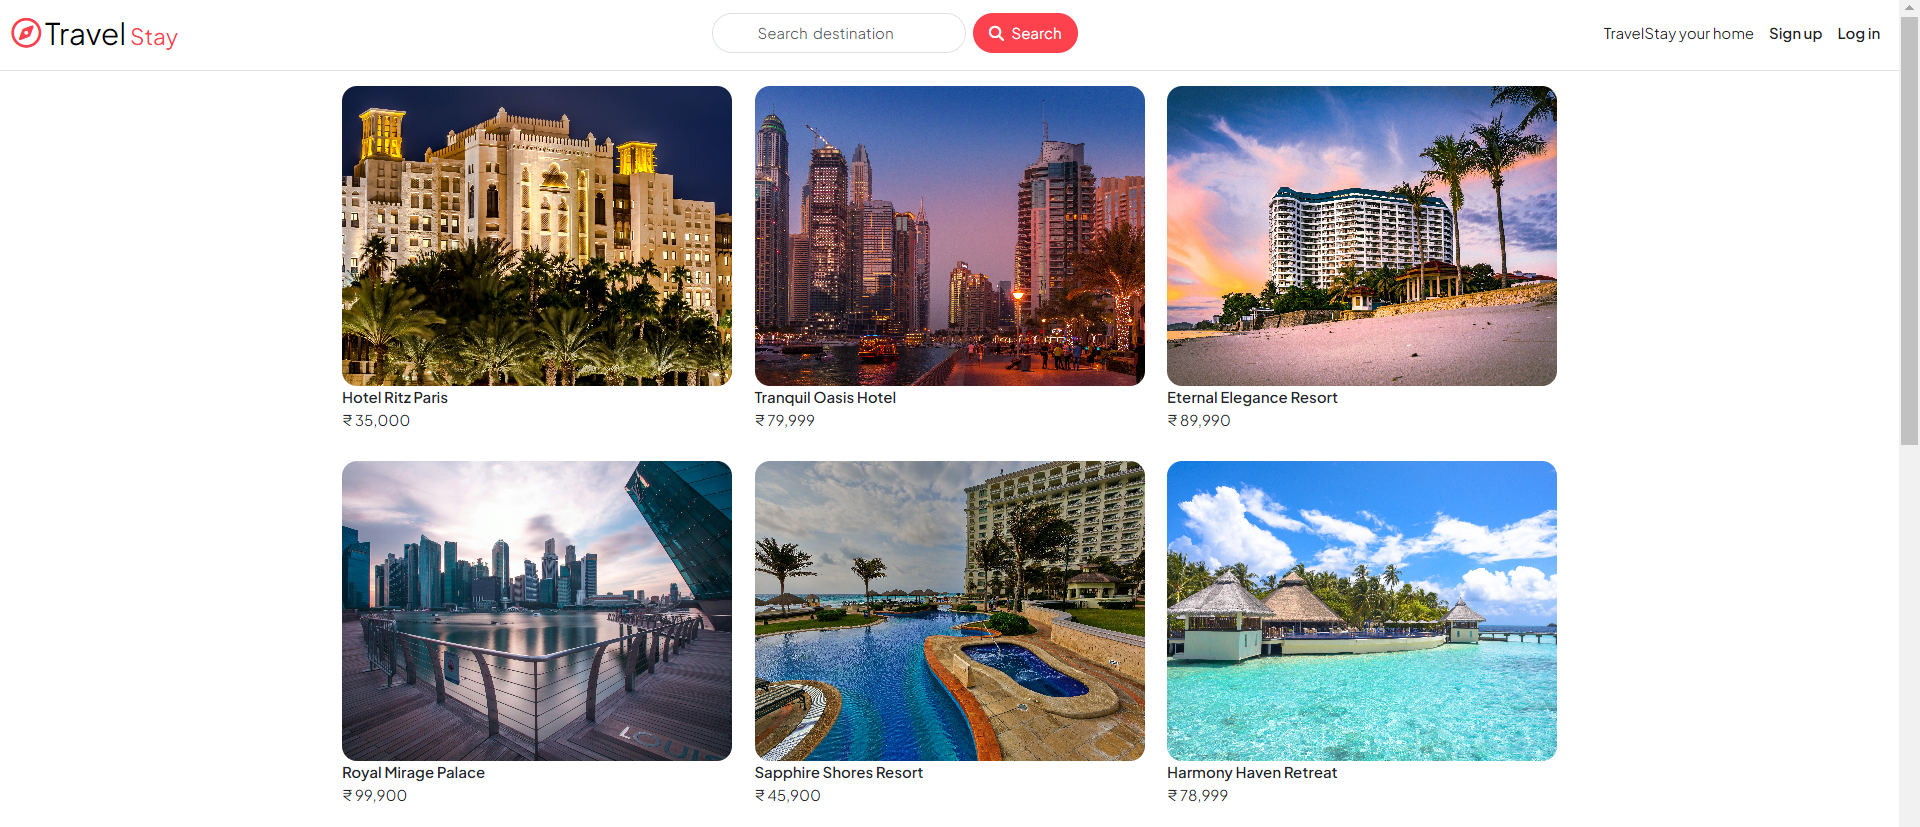 Travel Stay
Search destination
Search
TravelStay your home
Sign up
Log in
Hotel Ritz Paris
₹ 35,000
Tranquil Oasis Hotel
₹ 79,999
Eternal Elegance Resort
₹ 89,990
LOUIS
Royal Mirage Palace
₹ 99,900
Sapphire Shores Resort
₹ 45,900
Harmony Haven Retreat
₹ 78,999